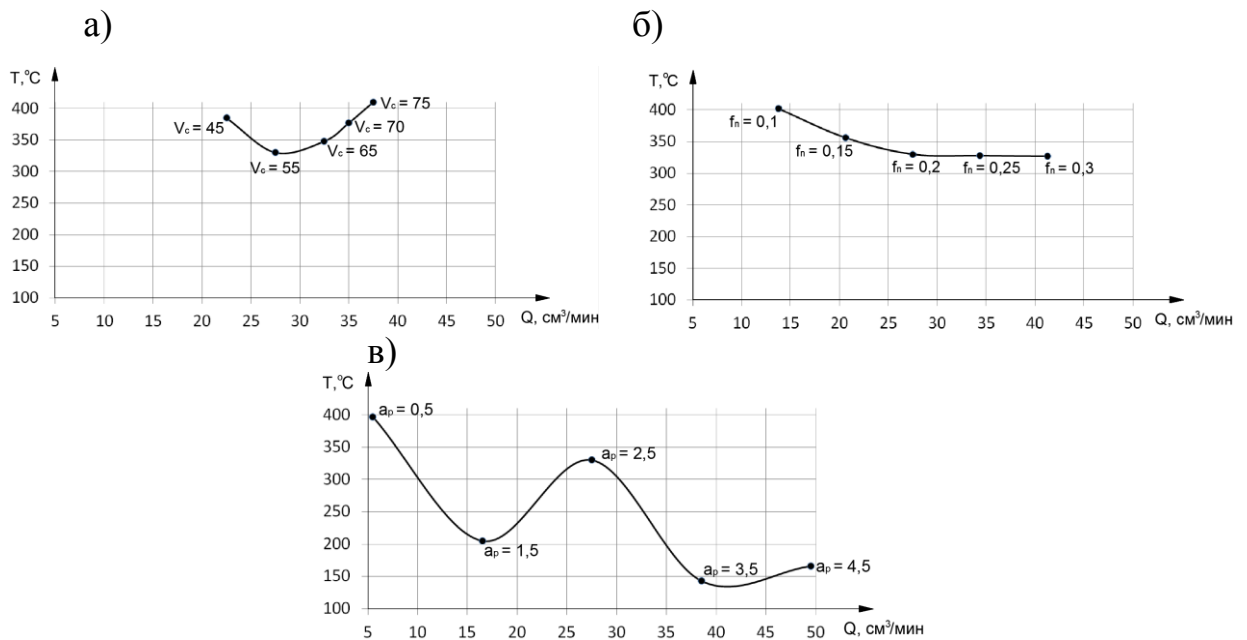 а)
T,°C
400
350
300
250
200
150
100
5 10 15 20 25 30 35 40 45 50
Q, см³/мин
Vc = 45
Vc = 55
Vc = 65
Vc = 70
Vc = 75
б)
T,°C
400
350
300
250
200
150
100
5 10 15 20 25 30 35 40 45 50
Q, см³/мин
fn = 0,1
fn = 0,15
fn = 0,2
fn = 0,25
fn = 0,3
в)
T,°C
400
350
300
250
200
150
100
5 10 15 20 25 30 35 40 45 50
Q, см³/мин
ap = 0,5
ap = 1,5
ap = 2,5
ap = 3,5
ap = 4,5